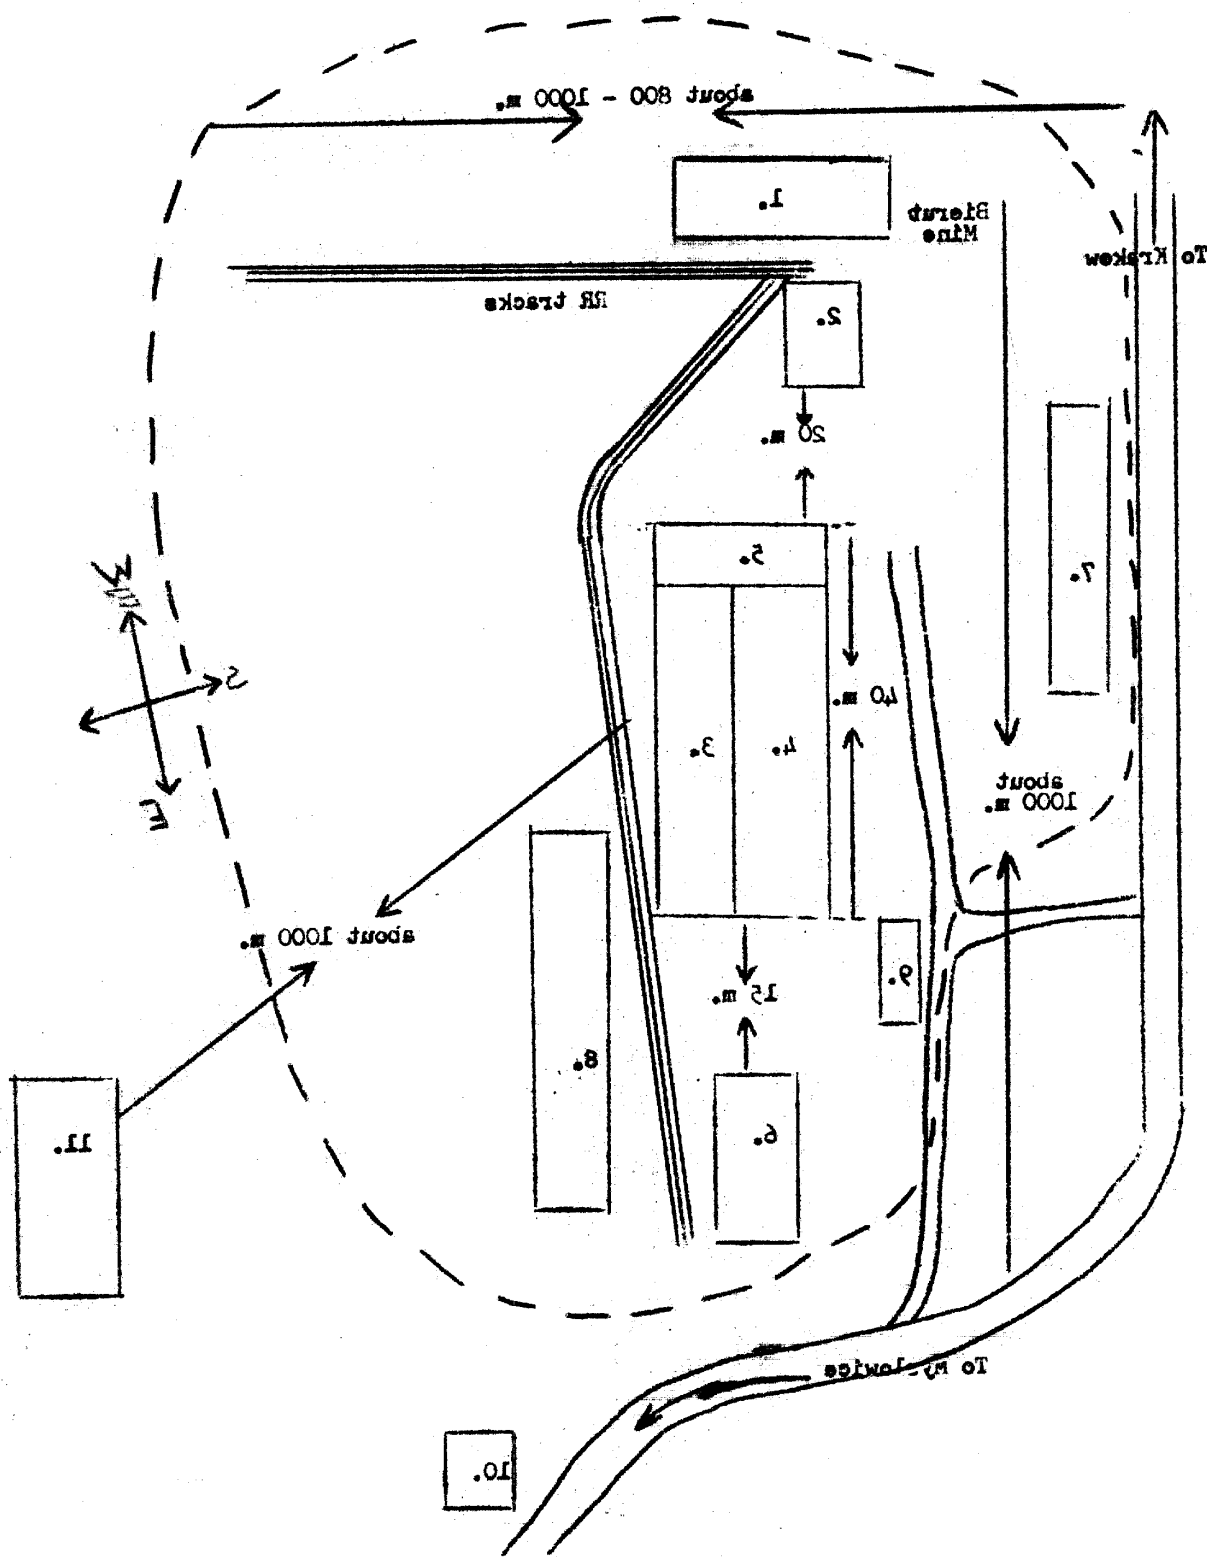 about 800 - 1000 m.
1.
Bierut
Mine
To Krakow
RR tracks
2.
20 m.
5.
7.
S
40 m.
3.
4.
E
about
1000 m.
about 1000 m.
9.
15 m.
8.
6.
11.
To Myslowice
10.